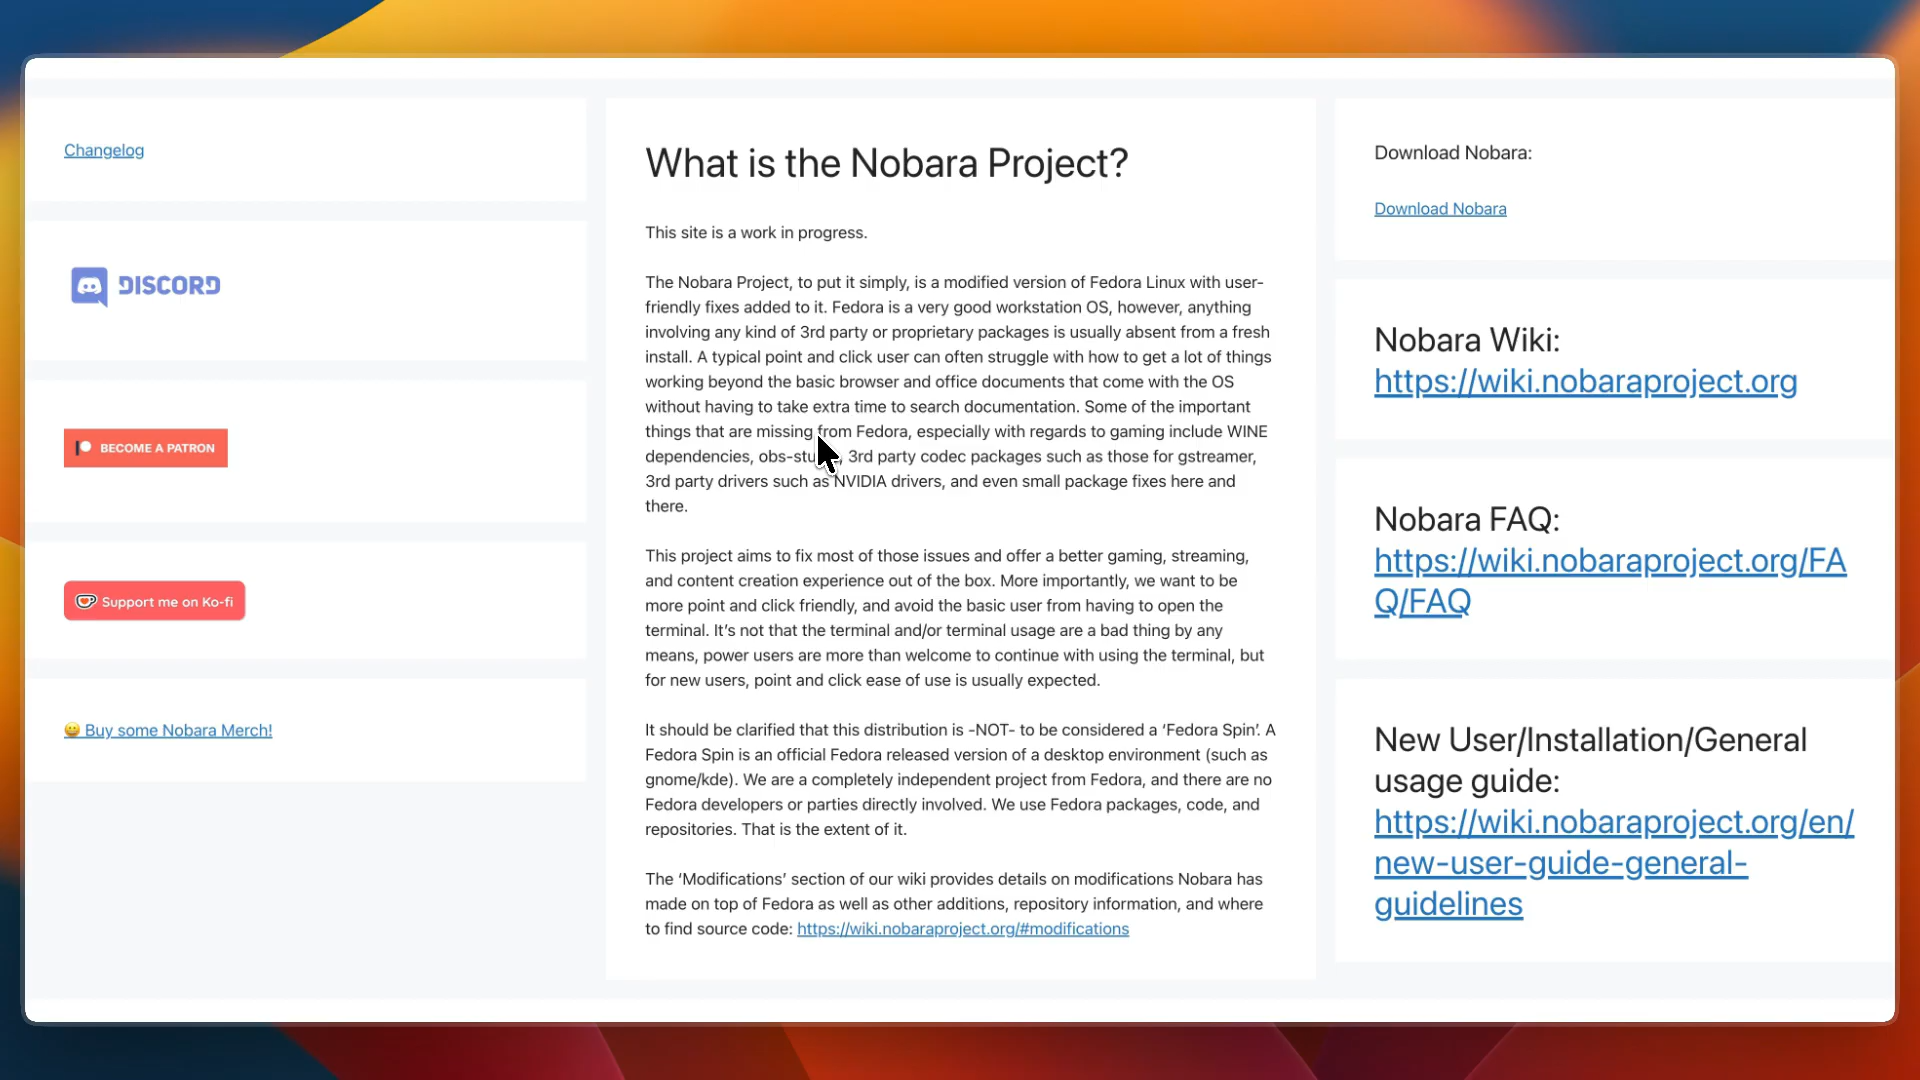 Changelog
DISCORD
BECOME A PATRON
Support me on Ko-fi
😀 Buy some Nobara Merch!
What is the Nobara Project?
This site is a work in progress.
The Nobara Project, to put it simply, is a modified version of Fedora Linux with user-
friendly fixes added to it. Fedora is a very good workstation OS, however, anything
involving any kind of 3rd party or proprietary packages is usually absent from a fresh
install. A typical point and click user can often struggle with how to get a lot of things
working beyond the basic browser and office documents that come with the OS
without having to take extra time to search documentation. Some of the important
things that are missing from Fedora, especially with regards to gaming include WINE
dependencies, 3rd party codec packages such as those for gstreamer,
3rd party drivers such as NVIDIA drivers, and even small package fixes here and
there.
This project aims to fix most of those issues and offer a better gaming, streaming,
and content creation experience out of the box. More importantly, we want to be
more point and click friendly, and avoid the basic user from having to open the
terminal. It’s not that the terminal and/or terminal usage are a bad thing by any
means, power users are more than welcome to continue with using the terminal, but
for new users, point and click ease of use is usually expected.
It should be clarified that this distribution is -NOT- to be considered a ‘Fedora Spin’. A
Fedora Spin is an official Fedora released version of a desktop environment (such as
gnome/kde). We are a completely independent project from Fedora, and there are no
Fedora developers or parties directly involved. We use Fedora packages, code, and
repositories. That is the extent of it.
The ‘Modifications’ section of our wiki provides details on modifications Nobara has
made on top of Fedora as well as other additions, repository information, and where
to find source code: https://wiki.nobaraproject.org/#modifications
Download Nobara:
Download Nobara
Nobara Wiki:
https://wiki.nobaraproject.org
Nobara FAQ:
https://wiki.nobaraproject.org/FA
Q/FAQ
New User/Installation/General
usage guide:
https://wiki.nobaraproject.org/en/
new-user-guide-general-
guidelines